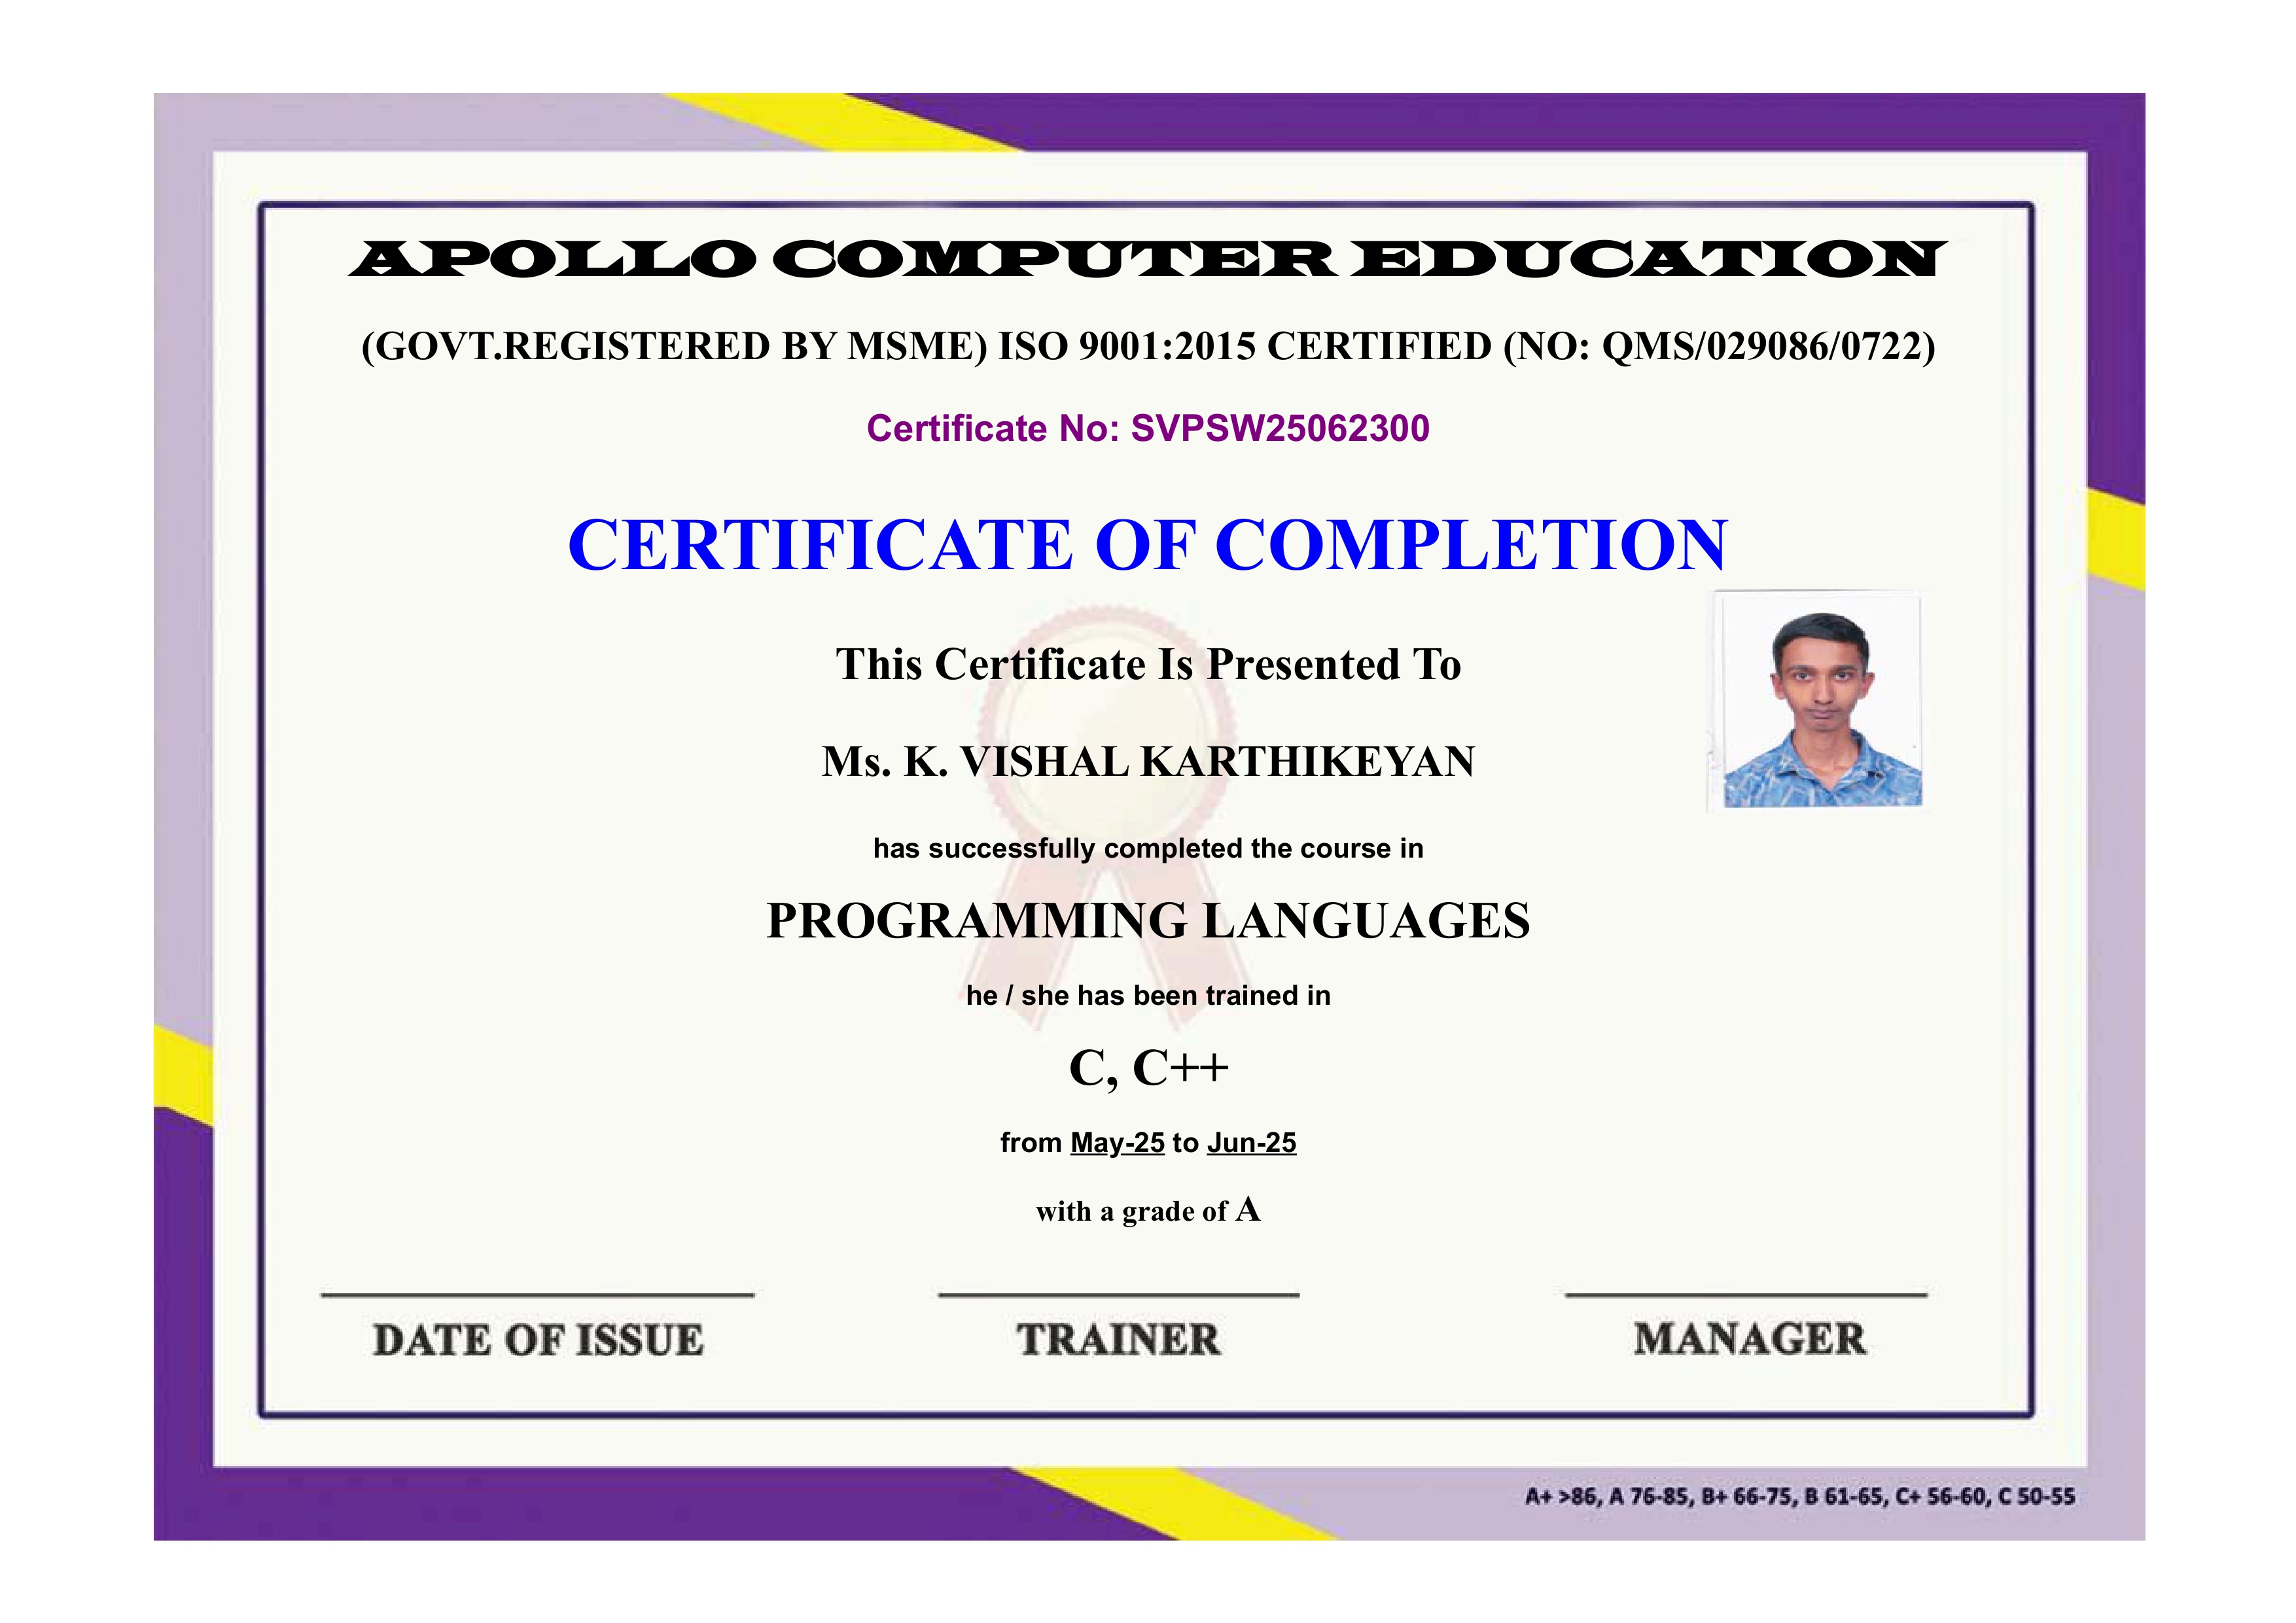 APOLLO COMPUTER EDUCATION
(GOVT.REGISTERED BY MSME) ISO 9001:2015 CERTIFIED (NO: QMS/029086/0722)
Certificate No: SVPSW25062300
CERTIFICATE OF COMPLETION
This Certificate Is Presented To
Ms. K. VISHAL KARTHIKEYAN
has successfully completed the course in
PROGRAMMING LANGUAGES
he / she has been trained in
C, C++
from May-25 to Jun-25
with a grade of A
DATE OF ISSUE TRAINER MANAGER
A+ >86, A 76-85, B+ 66-75, B 61-65, C+ 56-60, C 50-55